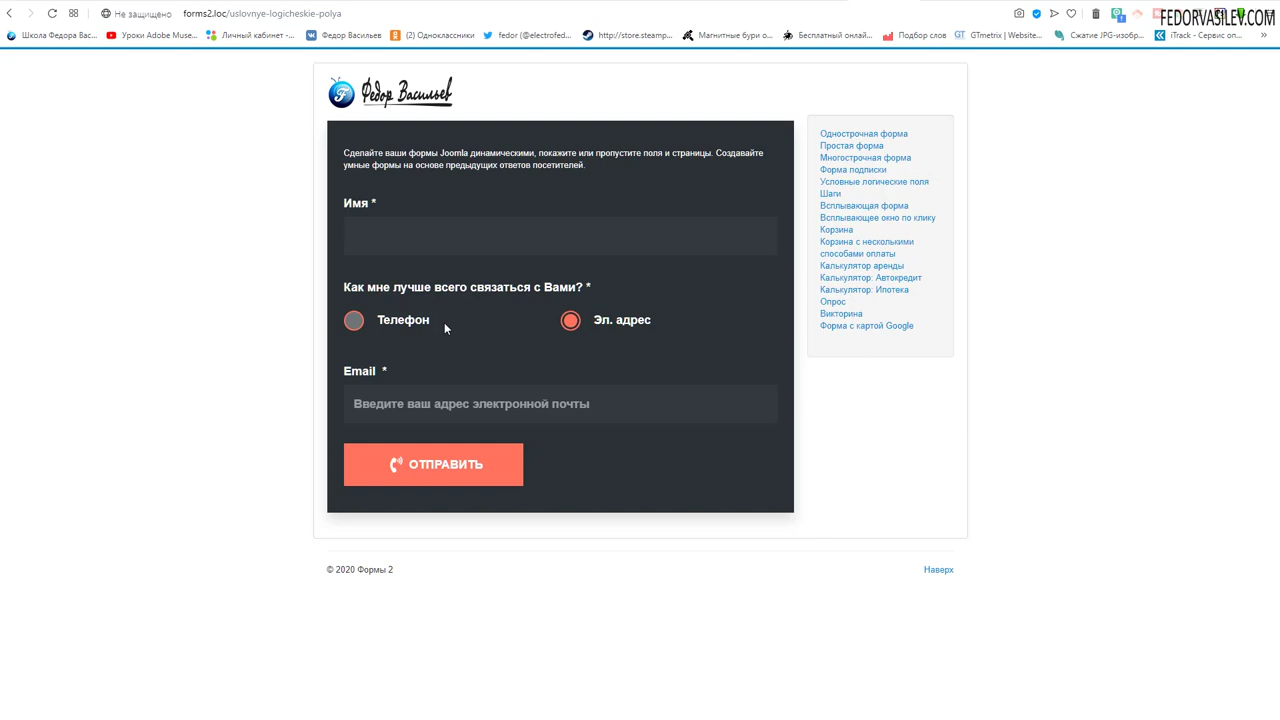 Не защищено
forms2.loc/uslovnye-logicheskie-polya
FEDORVASILEV.COM
Школа Федора Вас...
Уроки Adobe Muse...
Личный кабинет -...
Федор Васильев
(2) Одноклассники
fedor (@electrofed...
http://store.steamp...
Магнитные бури о...
Бесплатный онлай...
Подбор слов
GTmetrix | Website...
Сжатие JPG-изобр...
iTrack - Сервис оп...
Федор Васильев
Сделайте ваши формы Joomla динамическими, покажите или пропустите поля и страницы. Создавайте
умные формы на основе предыдущих ответов посетителей.
Имя *
Как мне лучше всего связаться с Вами? *
Телефон
Эл. адрес
Email *
Введите ваш адрес электронной почты
ОТПРАВИТЬ
Однострочная форма
Простая форма
Многострочная форма
Форма подписки
Условные логические поля
Шаги
Всплывающая форма
Всплывающее окно по клику
Корзина
Корзина с несколькими
способами оплаты
Калькулятор аренды
Калькулятор: Автокредит
Калькулятор: Ипотека
Опрос
Викторина
Форма с картой Google
© 2020 Формы 2
Наверх